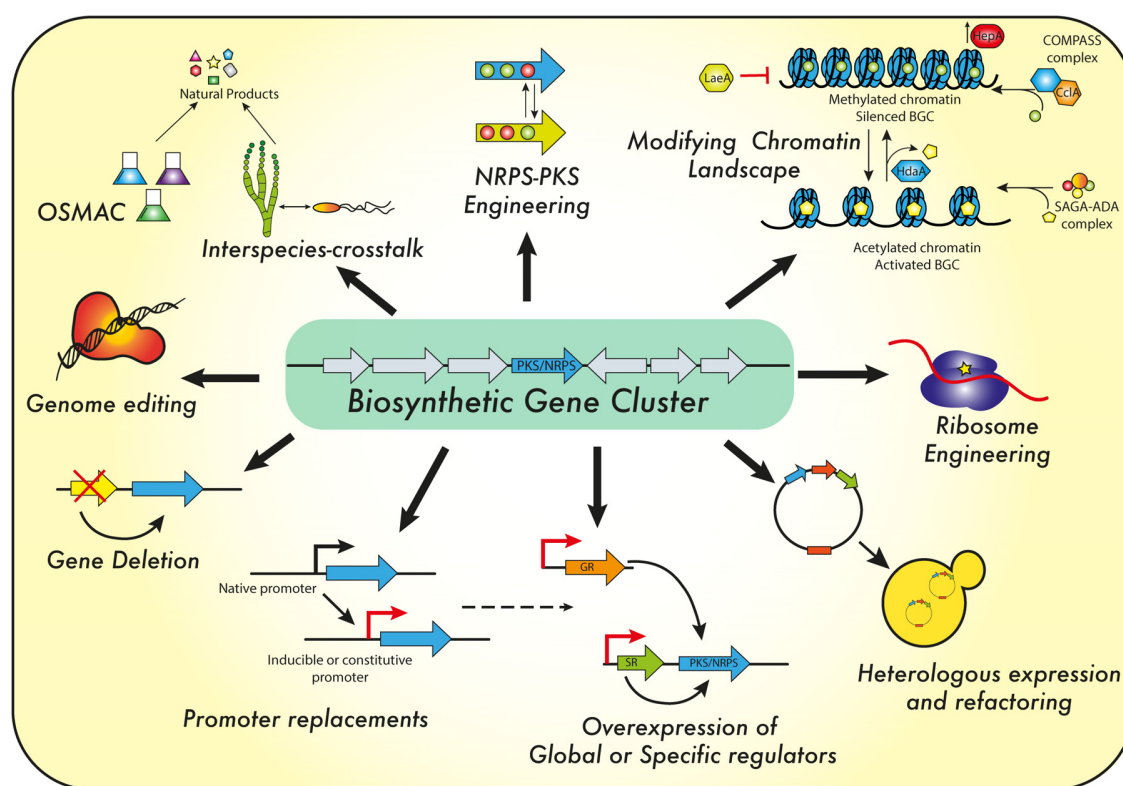 Natural Products
OSMAC
Interspecies-crosstalk
NRPS-PKS
Engineering
HepA
COMPASS
complex
LaeA
CclA
Methylated chromatin
Silenced BGC
Modifying Chromatin
Landscape
HdaA
SAGA-ADA
complex
Acetylated chromatin
Activated BGC
Genome editing
PKS/NRPS
Biosynthetic Gene Cluster
Ribosome
Engineering
Gene Deletion
Native promoter
Inducible or constitutive
promoter
Promoter replacements
GR
SR
PKS/NRPS
Overexpression of
Global or Specific regulators
Heterologous expression
and refactoring